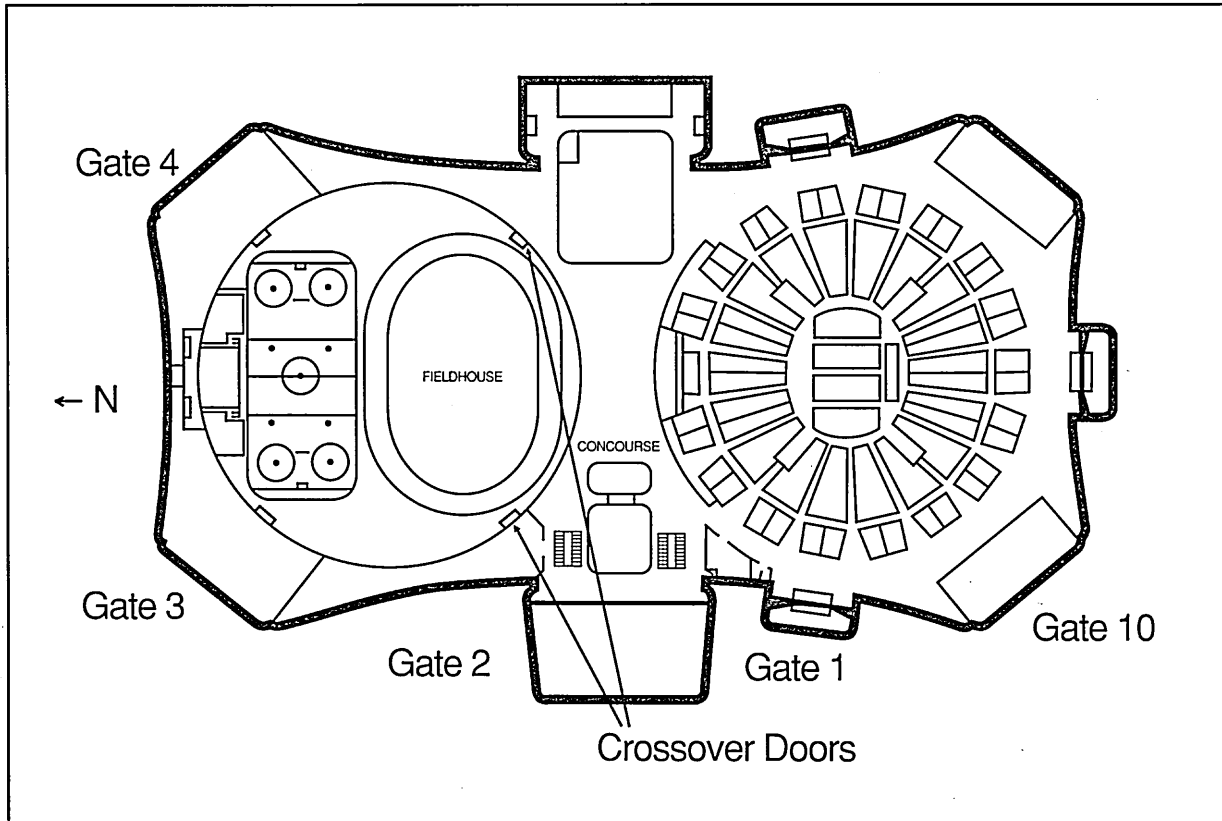 Gate 4
FIELDHOUSE
← N
CONCOURSE
Gate 3
Gate 10
Gate 2
Gate 1
Crossover Doors